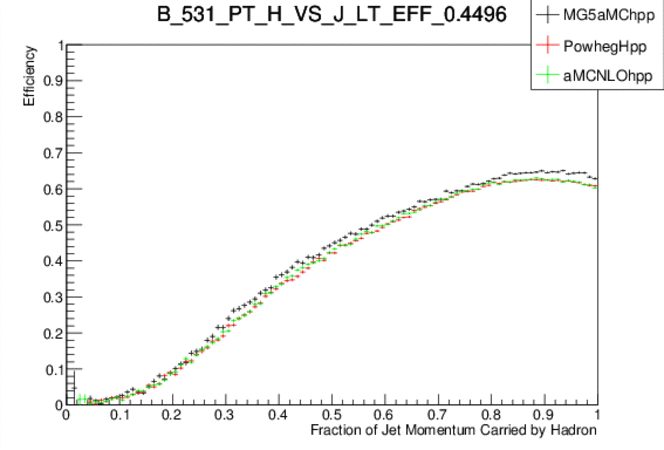 B_531_PT_H_VS_J_LT_EFF_0.4496
MG5aMChpp
PowhegHpp
aMCNLOhpp
Efficiency
1
0.9
0.8
0.7
0.6
0.5
0.4
0.3
0.2
0.1
0
0 0.1 0.2 0.3 0.4 0.5 0.6 0.7 0.8 0.9 1
Fraction of Jet Momentum Carried by Hadron